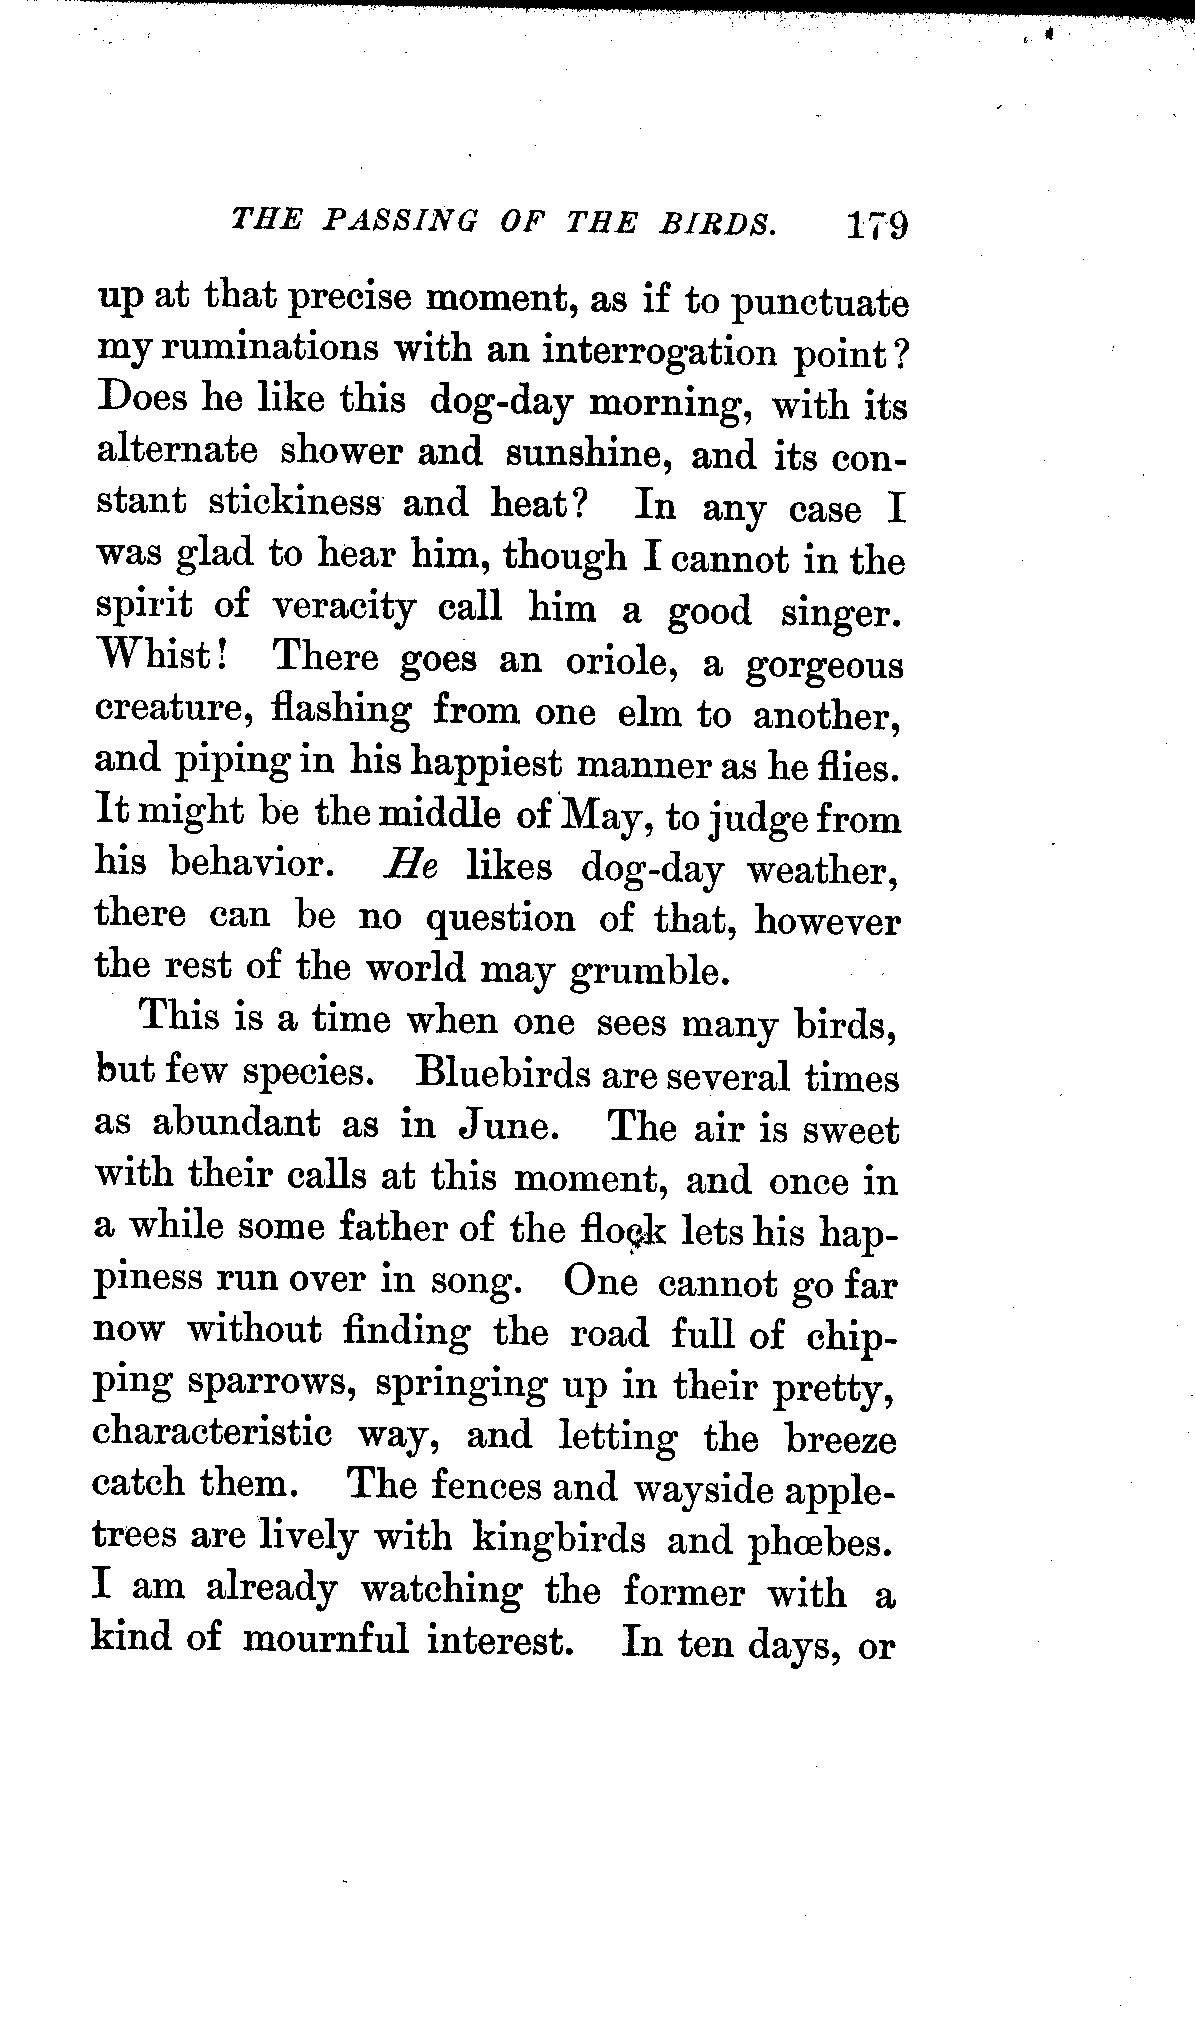 THE PASSING OF THE BIRDS. 179
up at that precise moment, as if to punctuate
my ruminations with an interrogation point?
Does he like this dog-day morning, with its
alternate shower and sunshine, and its con-
stant stickiness and heat? In any case I
was glad to hear him, though I cannot in the
spirit of veracity call him a good singer.
Whist! There goes an oriole, a gorgeous
creature, flashing from one elm to another,
and piping in his happiest manner as he flies.
It might be the middle of May, to judge from
his behavior. He likes dog-day weather,
there can be no question of that, however
the rest of the world may grumble.
This is a time when one sees many birds,
but few species. Bluebirds are several times
as abundant as in June. The air is sweet
with their calls at this moment, and once in
a while some father of the flock lets his hap-
piness run over in song. One cannot go far
now without finding the road full of chip-
ping sparrows, springing up in their pretty,
characteristic way, and letting the breeze
catch them. The fences and wayside apple-
trees are lively with kingbirds and phœbes.
I am already watching the former with a
kind of mournful interest. In ten days, or